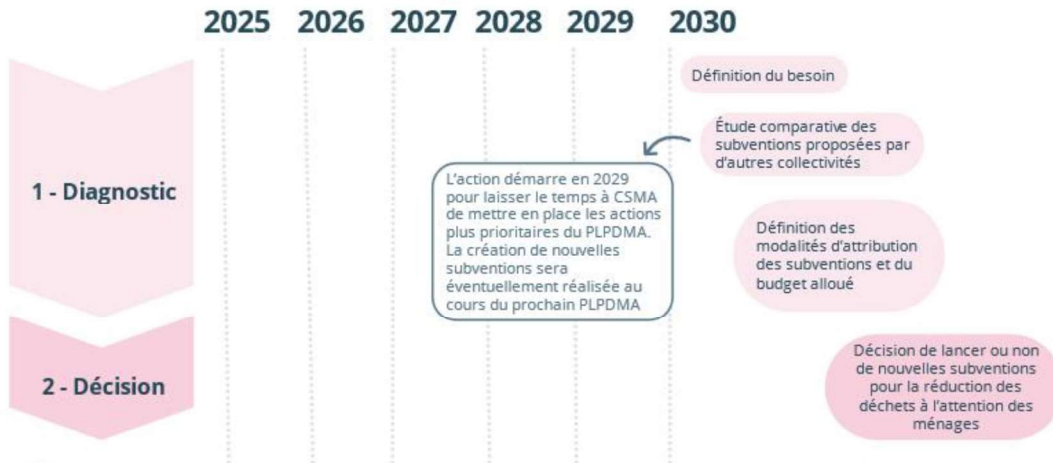 2025 2026 2027 2028 2029 2030
Définition du besoin
Étude comparative des
subventions proposées par
d'autres collectivités
1 - Diagnostic
L'action démarre en 2029
pour laisser le temps à CSMA
de mettre en place les actions
plus prioritaires du PLPDMA.
La création de nouvelles
subventions sera
éventuellement réalisée au
cours du prochain PLPDMA
Définition des
modalités d'attribution
des subventions et du
budget alloué
2 - Décision
Décision de lancer ou non
de nouvelles subventions
pour la réduction des
déchets à l'attention des
ménages